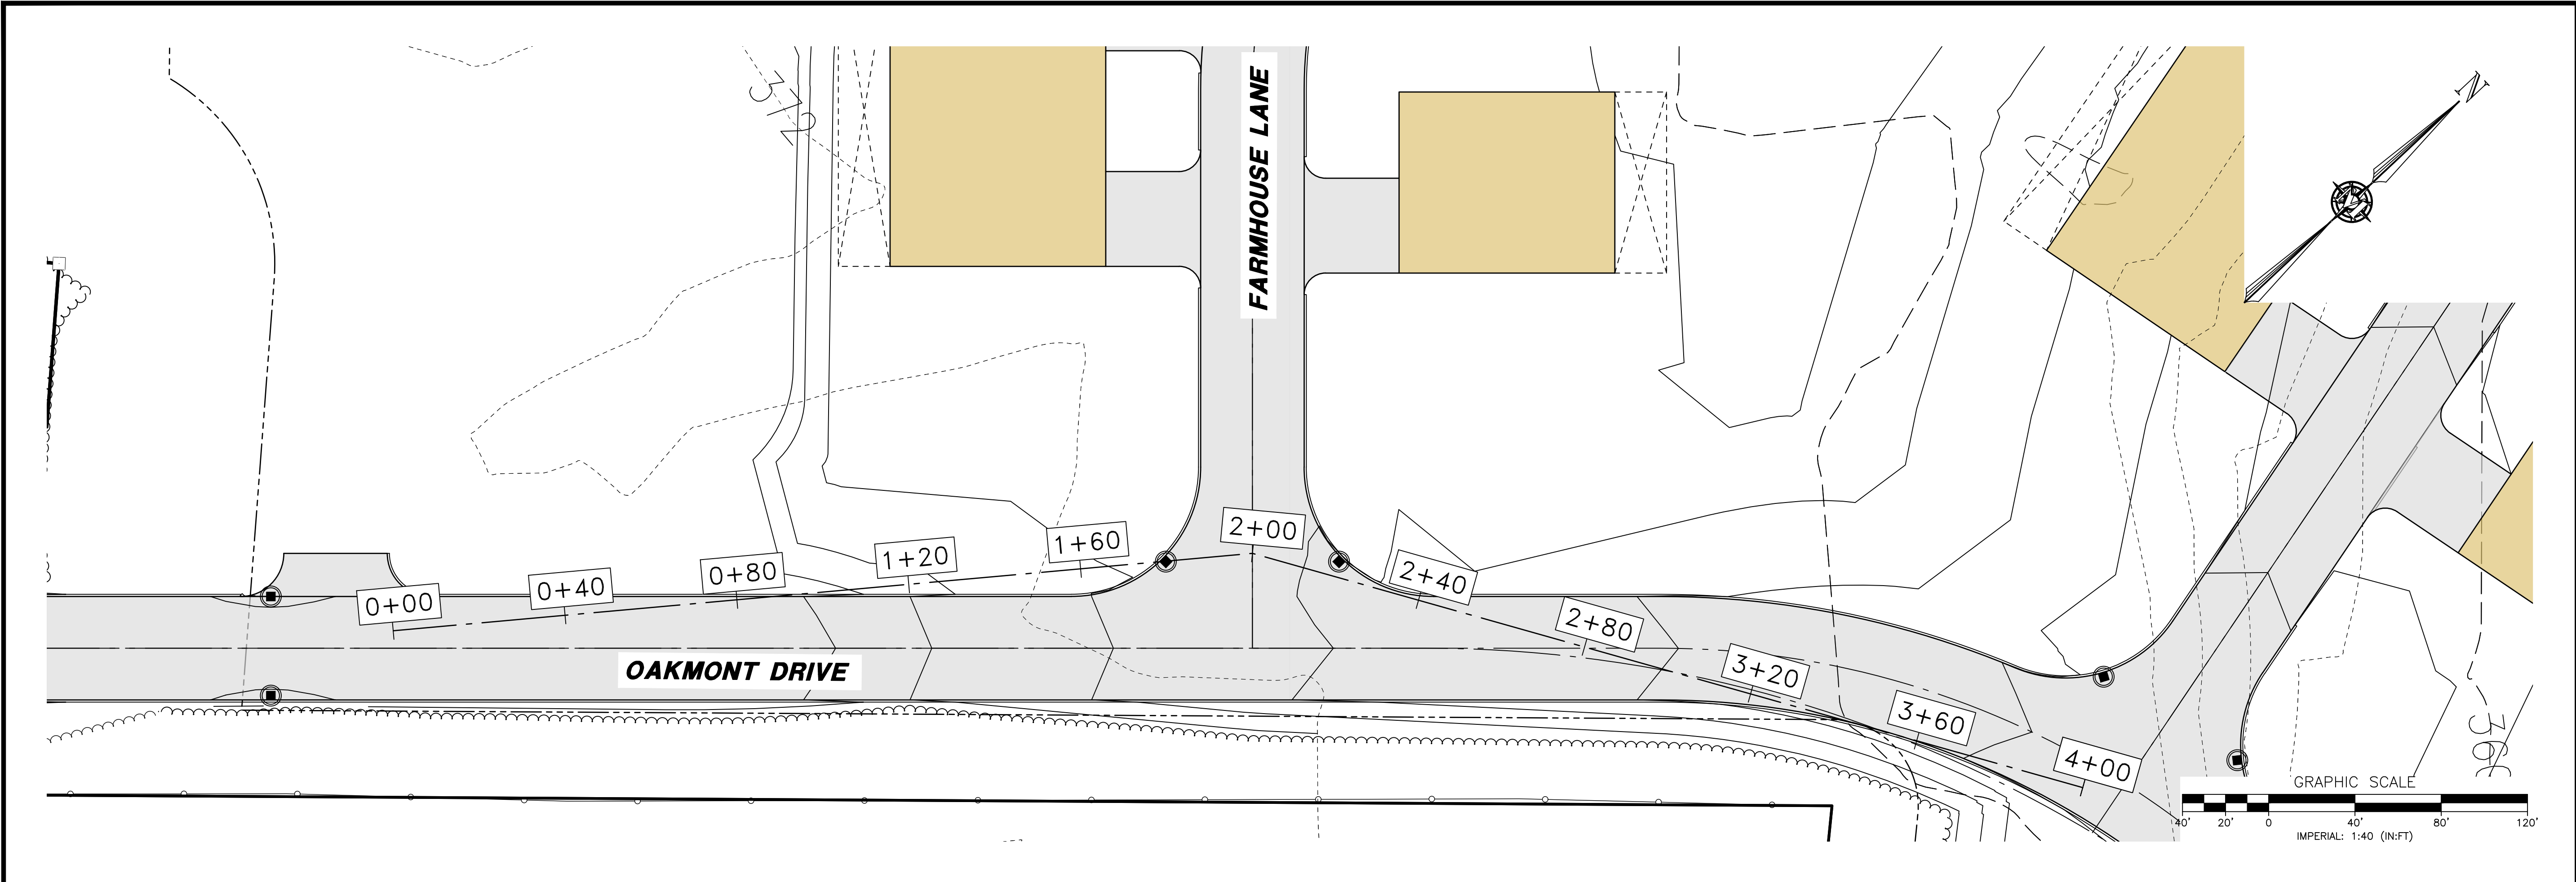 372
FARMHOUSE LANE
N
0+00
0+40
0+80
1+20
1+60
2+00
2+40
2+80
3+20
3+60
4+00
OAKMONT DRIVE
366
GRAPHIC SCALE
40' 20' 0 40' 80' 120'
IMPERIAL: 1:40 (IN:FT)